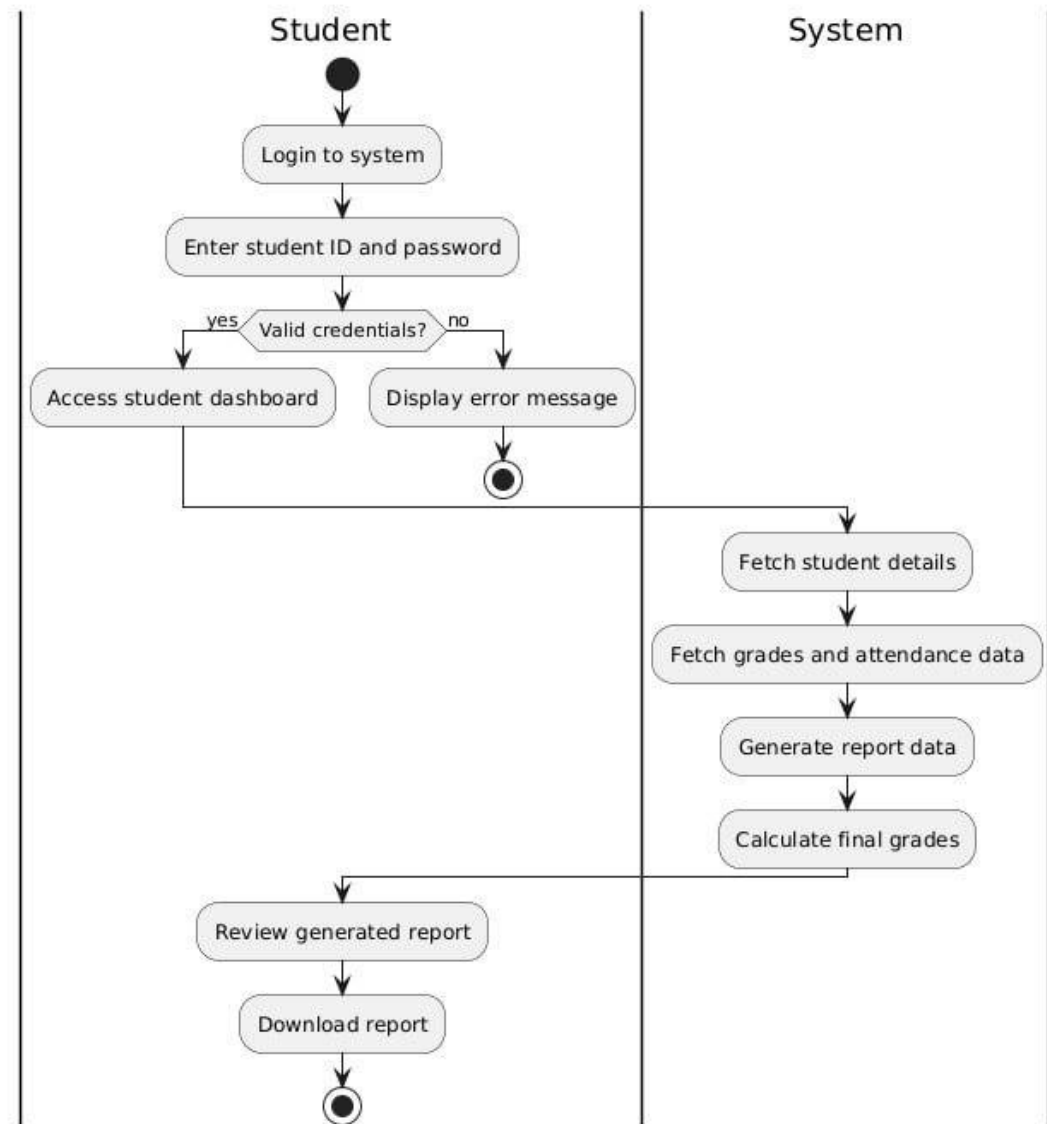 Student
System
Login to system
Enter student ID and password
yes
Valid credentials?
no
Access student dashboard
Display error message
Fetch student details
Fetch grades and attendance data
Generate report data
Calculate final grades
Review generated report
Download report